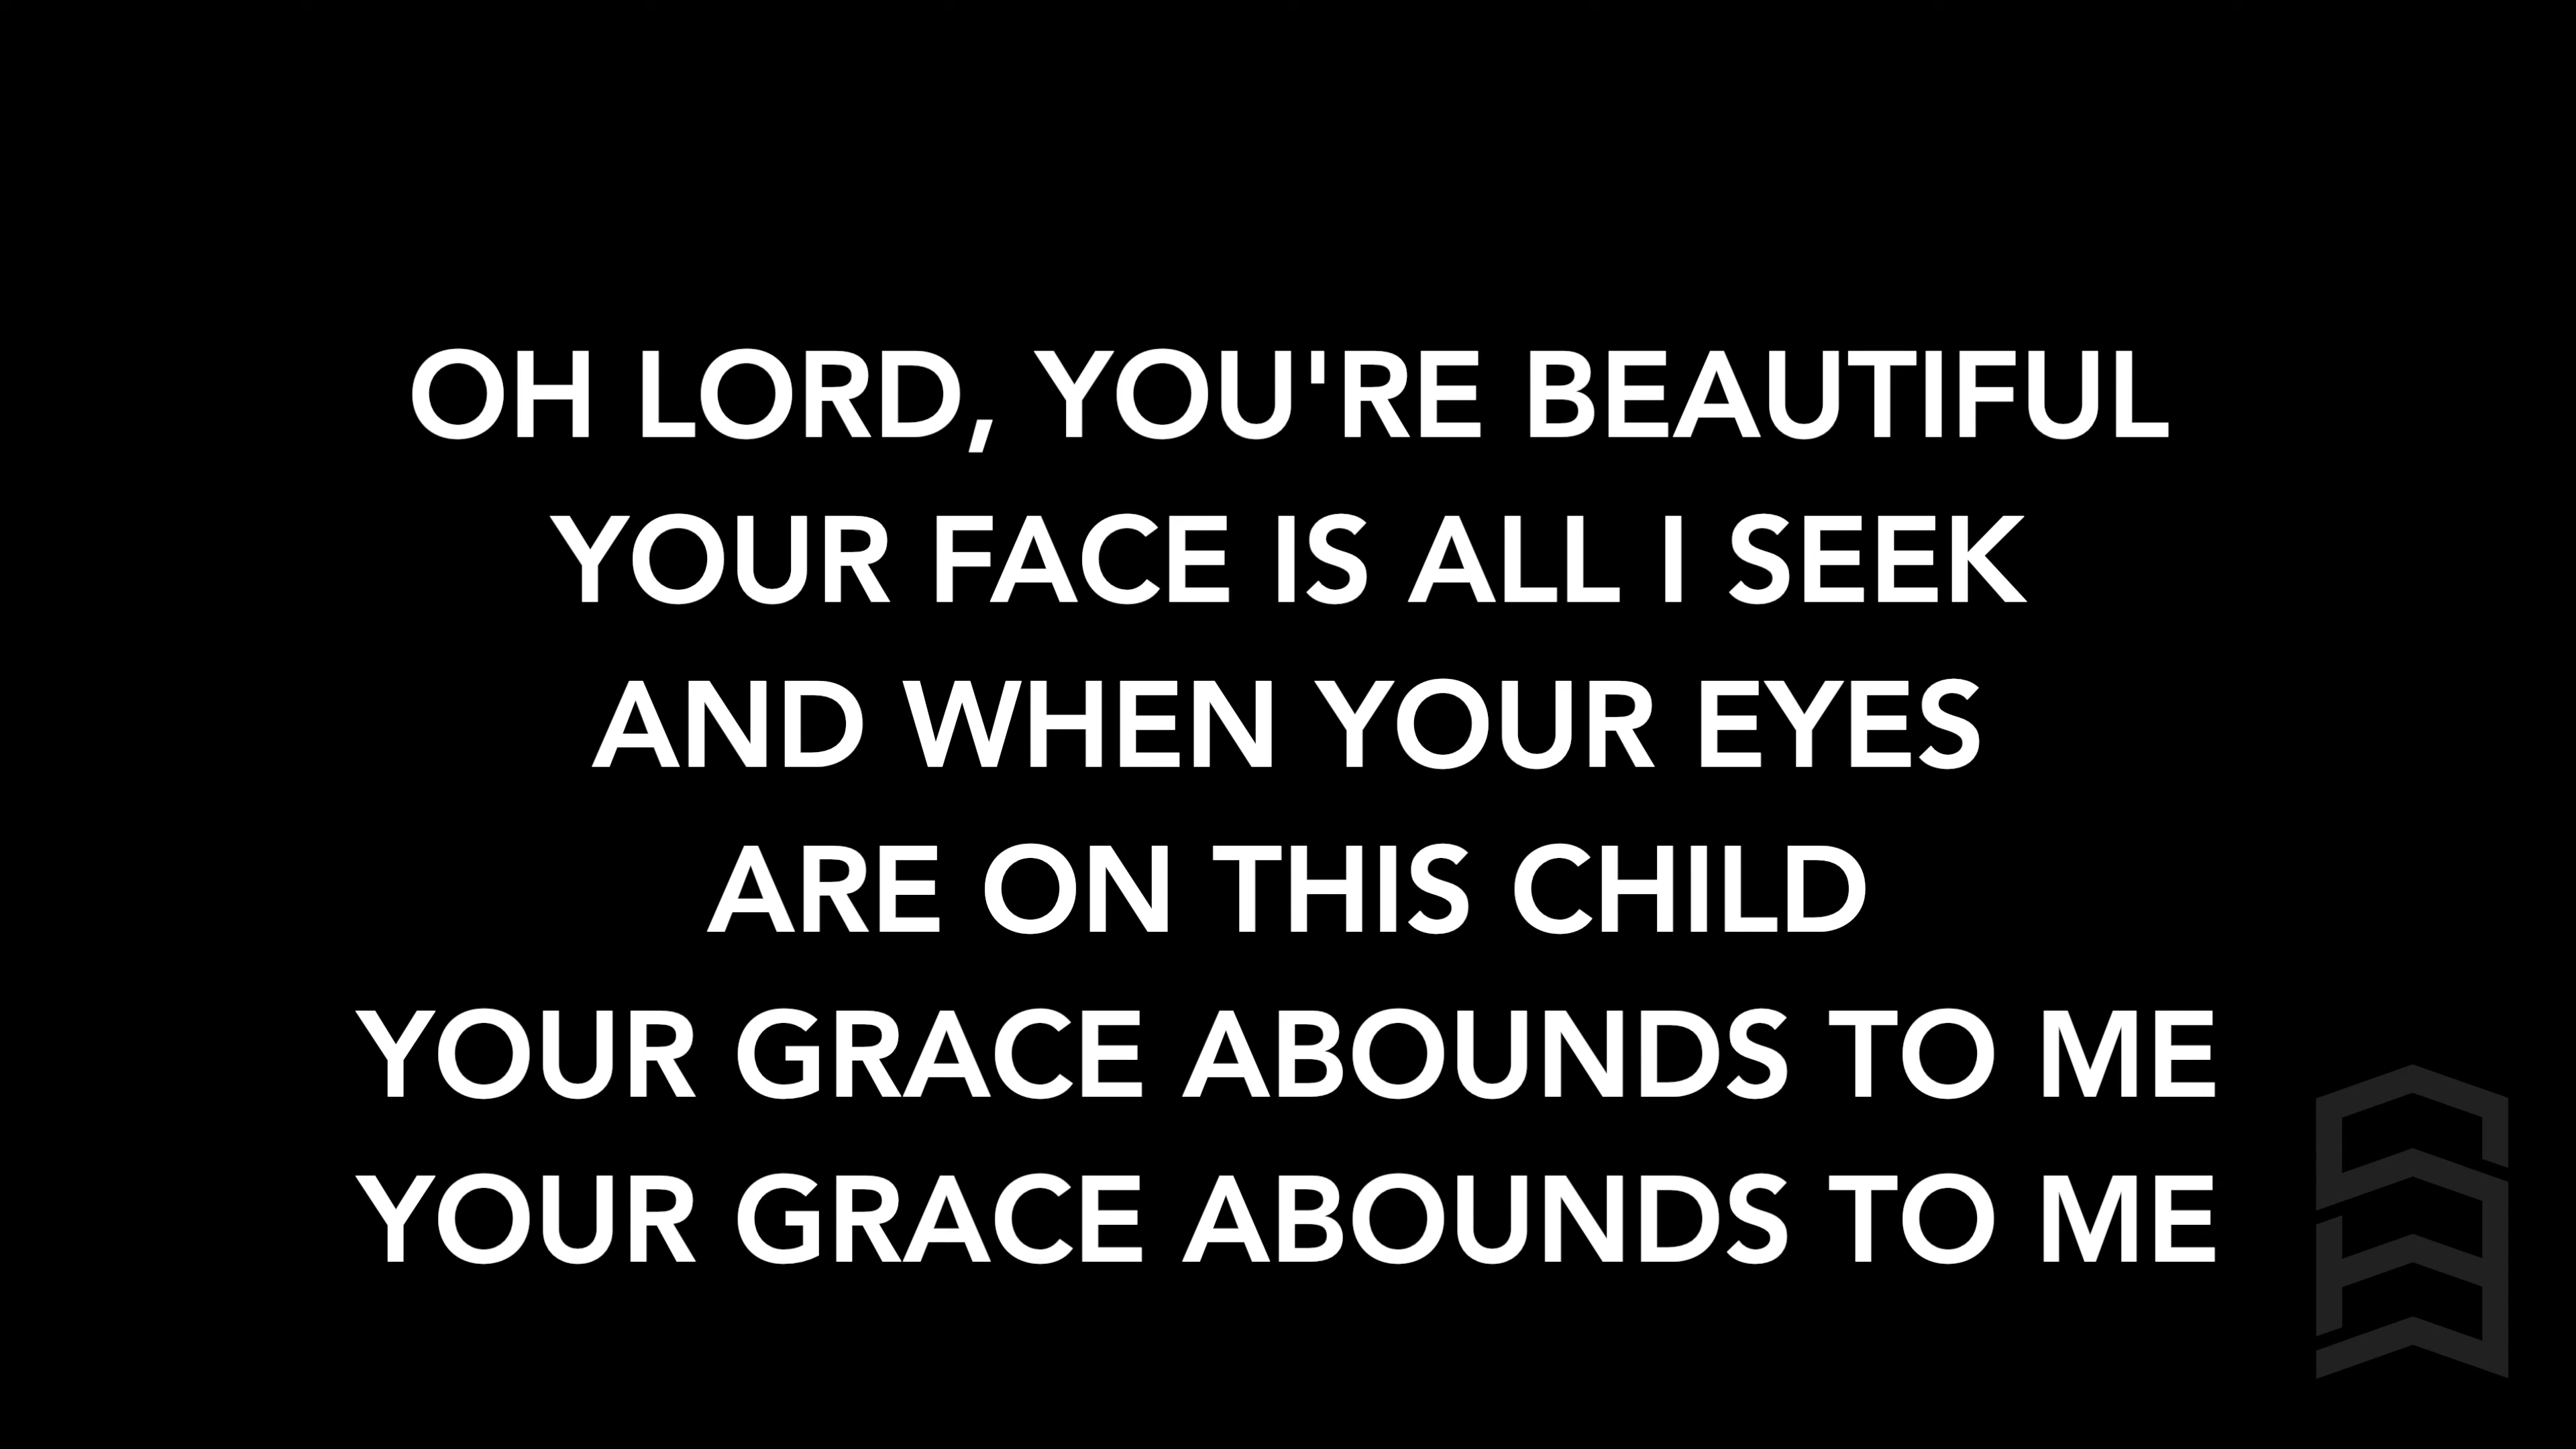 OH LORD, YOU'RE BEAUTIFUL
YOUR FACE IS ALL I SEEK
AND WHEN YOUR EYES
ARE ON THIS CHILD
YOUR GRACE ABOUNDS TO ME
YOUR GRACE ABOUNDS TO ME